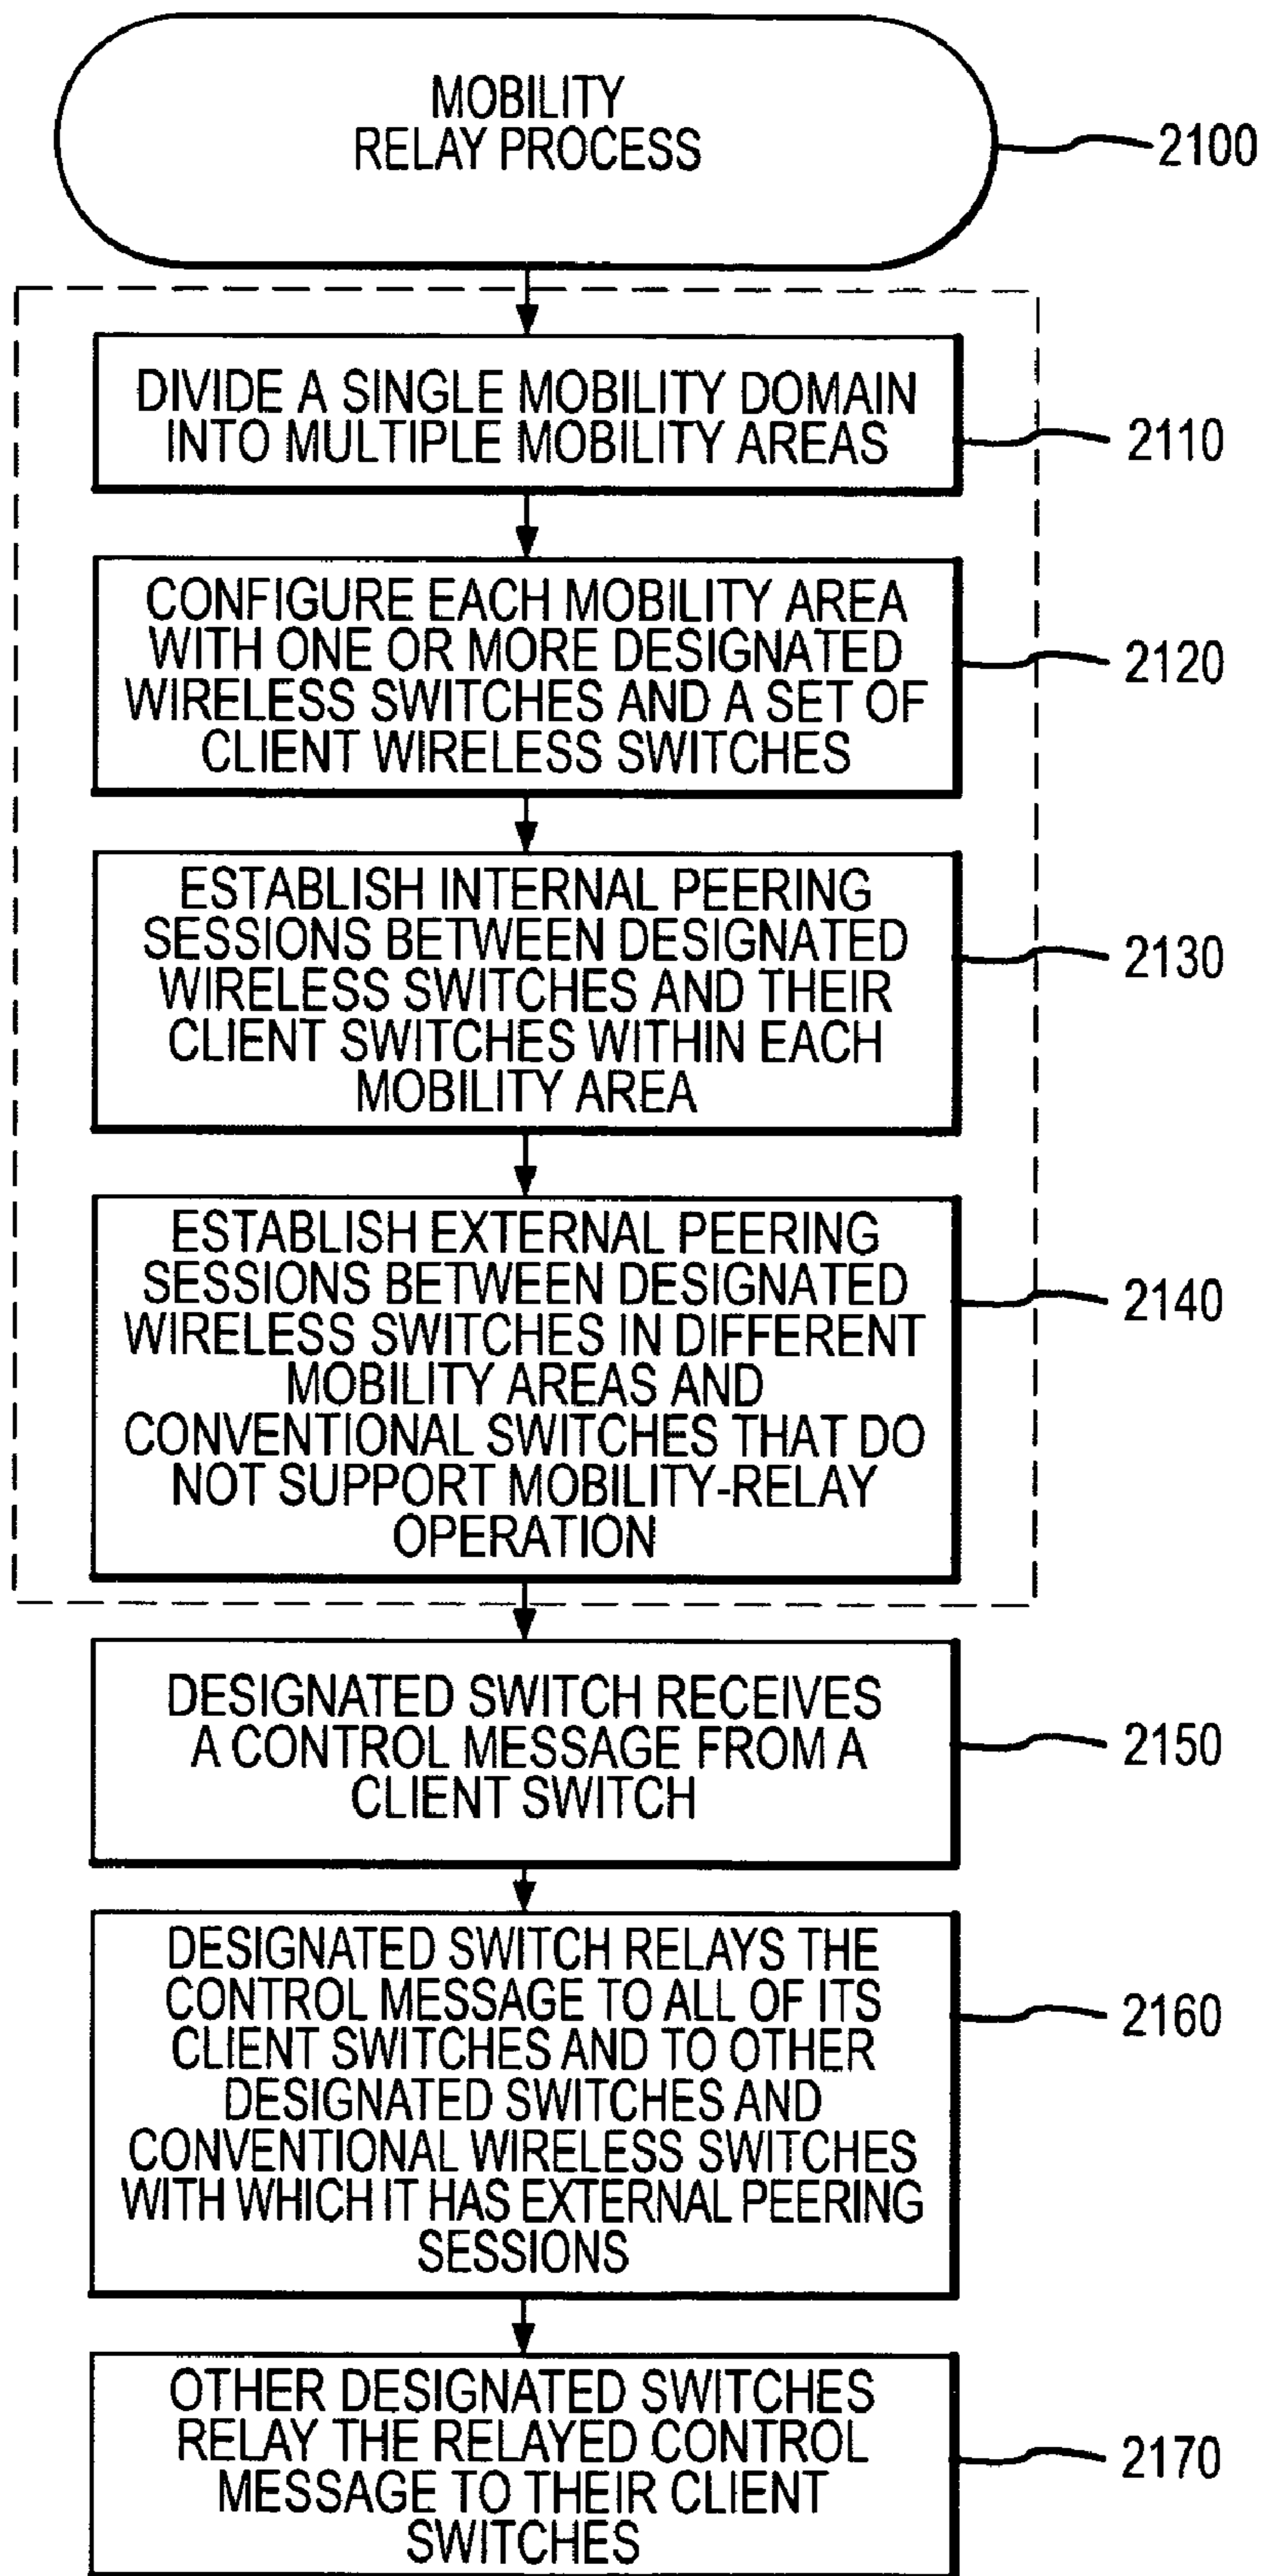 MOBILITY
RELAY PROCESS
2100
DIVIDE A SINGLE MOBILITY DOMAIN
INTO MULTIPLE MOBILITY AREAS
2110
CONFIGURE EACH MOBILITY AREA
WITH ONE OR MORE DESIGNATED
WIRELESS SWITCHES AND A SET OF
CLIENT WIRELESS SWITCHES
2120
ESTABLISH INTERNAL PEERING
SESSIONS BETWEEN DESIGNATED
WIRELESS SWITCHES AND THEIR
CLIENT SWITCHES WITHIN EACH
MOBILITY AREA
2130
ESTABLISH EXTERNAL PEERING
SESSIONS BETWEEN DESIGNATED
WIRELESS SWITCHES IN DIFFERENT
MOBILITY AREAS AND
CONVENTIONAL SWITCHES THAT DO
NOT SUPPORT MOBILITY-RELAY
OPERATION
2140
DESIGNATED SWITCH RECEIVES
A CONTROL MESSAGE FROM A
CLIENT SWITCH
2150
DESIGNATED SWITCH RELAYS THE
CONTROL MESSAGE TO ALL OF ITS
CLIENT SWITCHES AND TO OTHER
DESIGNATED SWITCHES AND
CONVENTIONAL WIRELESS SWITCHES
WITH WHICH IT HAS EXTERNAL PEERING
SESSIONS
2160
OTHER DESIGNATED SWITCHES
RELAY THE RELAYED CONTROL
MESSAGE TO THEIR CLIENT
SWITCHES
2170